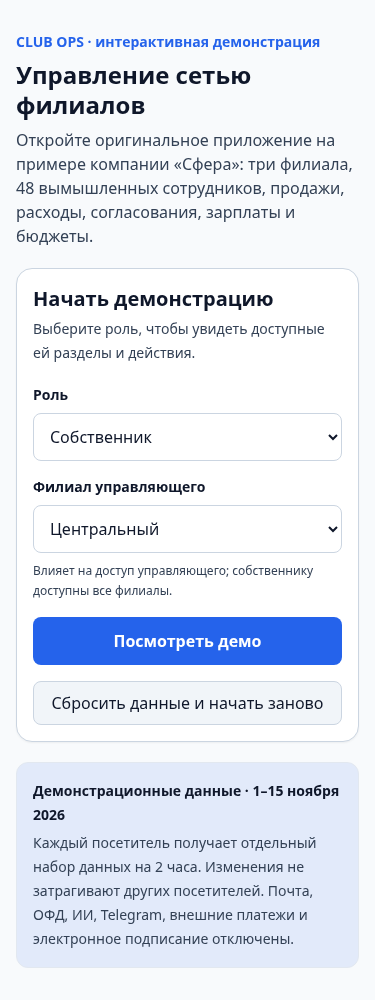 CLUB OPS · интерактивная демонстрация
Управление сетью
филиалов
Откройте оригинальное приложение на
примере компании «Сфера»: три филиала,
48 вымышленных сотрудников, продажи,
расходы, согласования, зарплаты и
бюджеты.
Начать демонстрацию
Выберите роль, чтобы увидеть доступные
ей разделы и действия.
Роль
Собственник
Филиал управляющего
Центральный
Влияет на доступ управляющего; собственнику
доступны все филиалы.
Посмотреть демо
Сбросить данные и начать заново
Демонстрационные данные · 1–15 ноября
2026
Каждый посетитель получает отдельный
набор данных на 2 часа. Изменения не
затрагивают других посетителей. Почта,
ОФД, ИИ, Telegram, внешние платежи и
электронное подписание отключены.